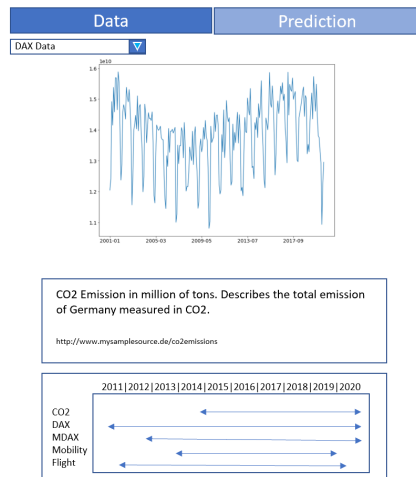 Data
Prediction
DAX Data
1e10
1.6
1.5
1.4
1.3
1.2
1.1
2001-01 2005-03 2009-05 2013-07 2017-09
CO2 Emission in million of tons. Describes the total emission
of Germany measured in CO2.
http://www.mysamplesource.de/co2emissions
2011|2012|2013|2014|2015|2016|2017|2018|2019|2020
CO2
DAX
MDAX
Mobility
Flight